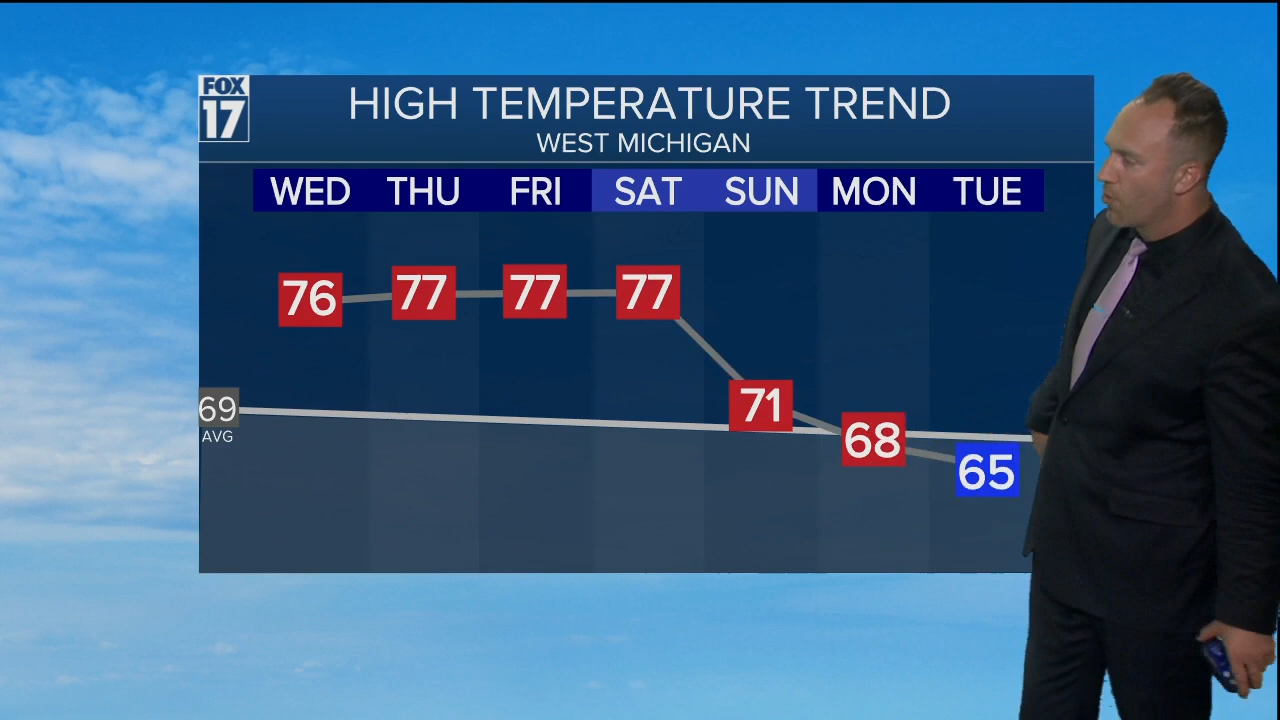 FOX
17
HIGH TEMPERATURE TREND
WEST MICHIGAN
WED THU FRI SAT SUN MON TUE
76 77 77 77
71
69
AVG
68
65